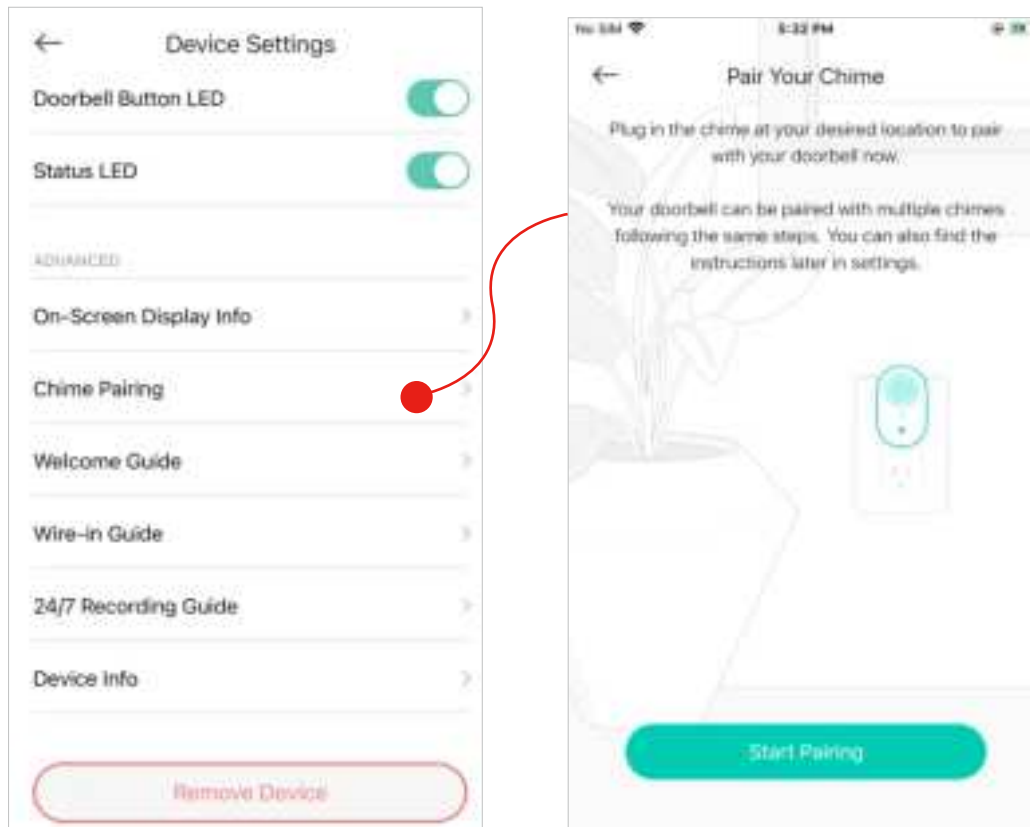 Device Settings
Doorbell Button LED
Status LED
ADVANCED
On-Screen Display Info
Chime Pairing
Welcome Guide
Wire-in Guide
24/7 Recording Guide
Device Info
Remove Device
No SIM 5:33 PM
Pair Your Chime
Plug in the chime at your desired location to pair
with your doorbell now.
Your doorbell can be paired with multiple chimes
following the same steps. You can also find the
instructions later in settings.
Start Pairing